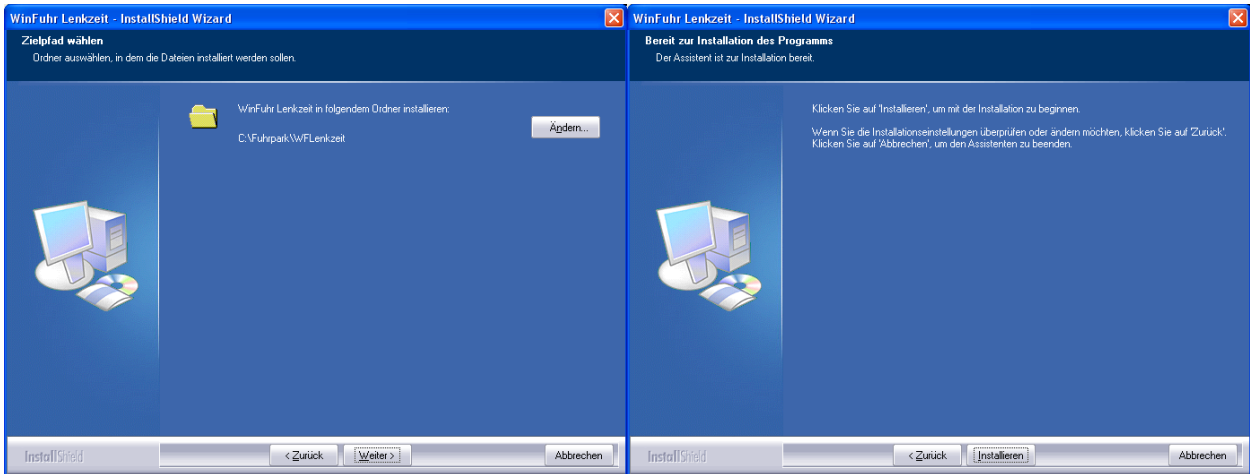 WinFuhr Lenkzeit - InstallShield Wizard
Zielpfad wählen
Ordner auswählen, in dem die Dateien installiert werden sollen.
WinFuhr Lenkzeit in folgendem Ordner installieren:
C:\Fuhrpark\WFLenkzeit
Ändern...
InstallShield
< Zurück
Weiter >
Abbrechen
WinFuhr Lenkzeit - InstallShield Wizard
Bereit zur Installation des Programms
Der Assistent ist zur Installation bereit.
Klicken Sie auf 'Installieren', um mit der Installation zu beginnen.
Wenn Sie die Installationseinstellungen überprüfen oder ändern möchten, klicken Sie auf 'Zurück'.
Klicken Sie auf 'Abbrechen', um den Assistenten zu beenden.
InstallShield
< Zurück
Installieren
Abbrechen